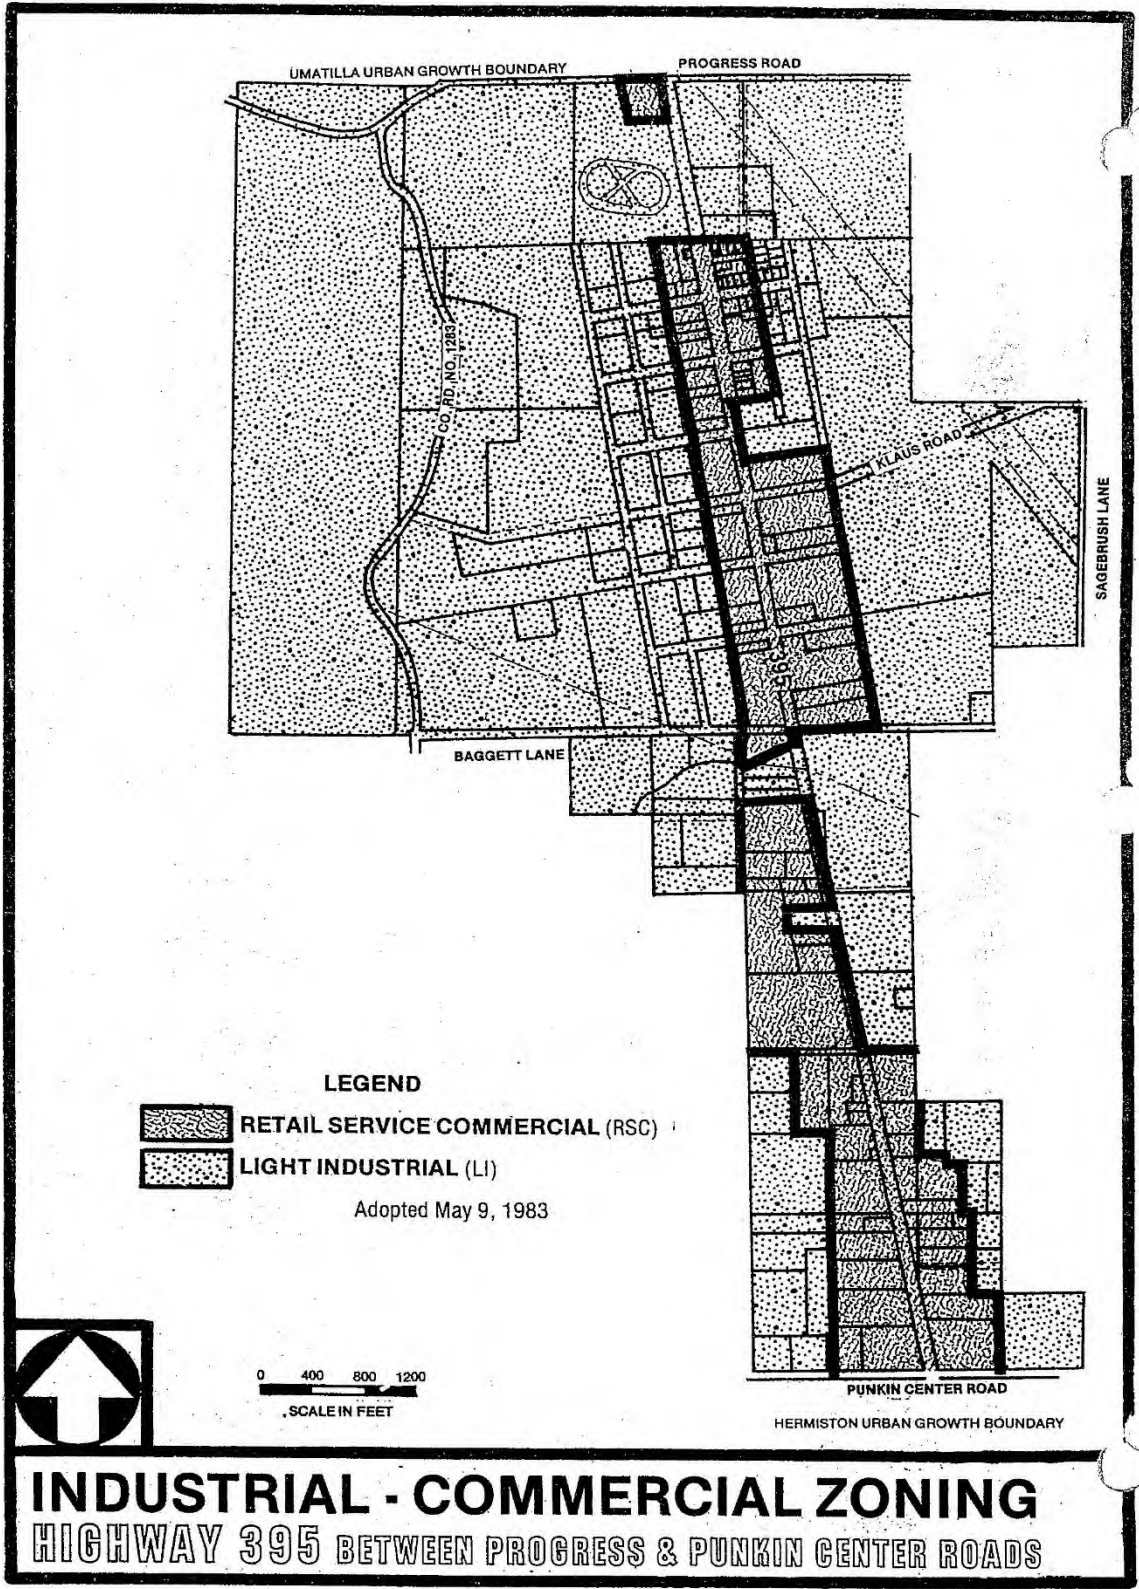 UMATILLA URBAN GROWTH BOUNDARY
PROGRESS ROAD
CO. RD. NO. 1283
KLAUS ROAD
SAGEBRUSH LANE
395
BAGGETT LANE
LEGEND
RETAIL SERVICE COMMERCIAL (RSC)
LIGHT INDUSTRIAL (LI)
Adopted May 9, 1983
0 400 800 1200
SCALE IN FEET
PUNKIN CENTER ROAD
HERMISTON URBAN GROWTH BOUNDARY
INDUSTRIAL - COMMERCIAL ZONING
HIGHWAY 395 BETWEEN PROGRESS & PUNKIN CENTER ROADS